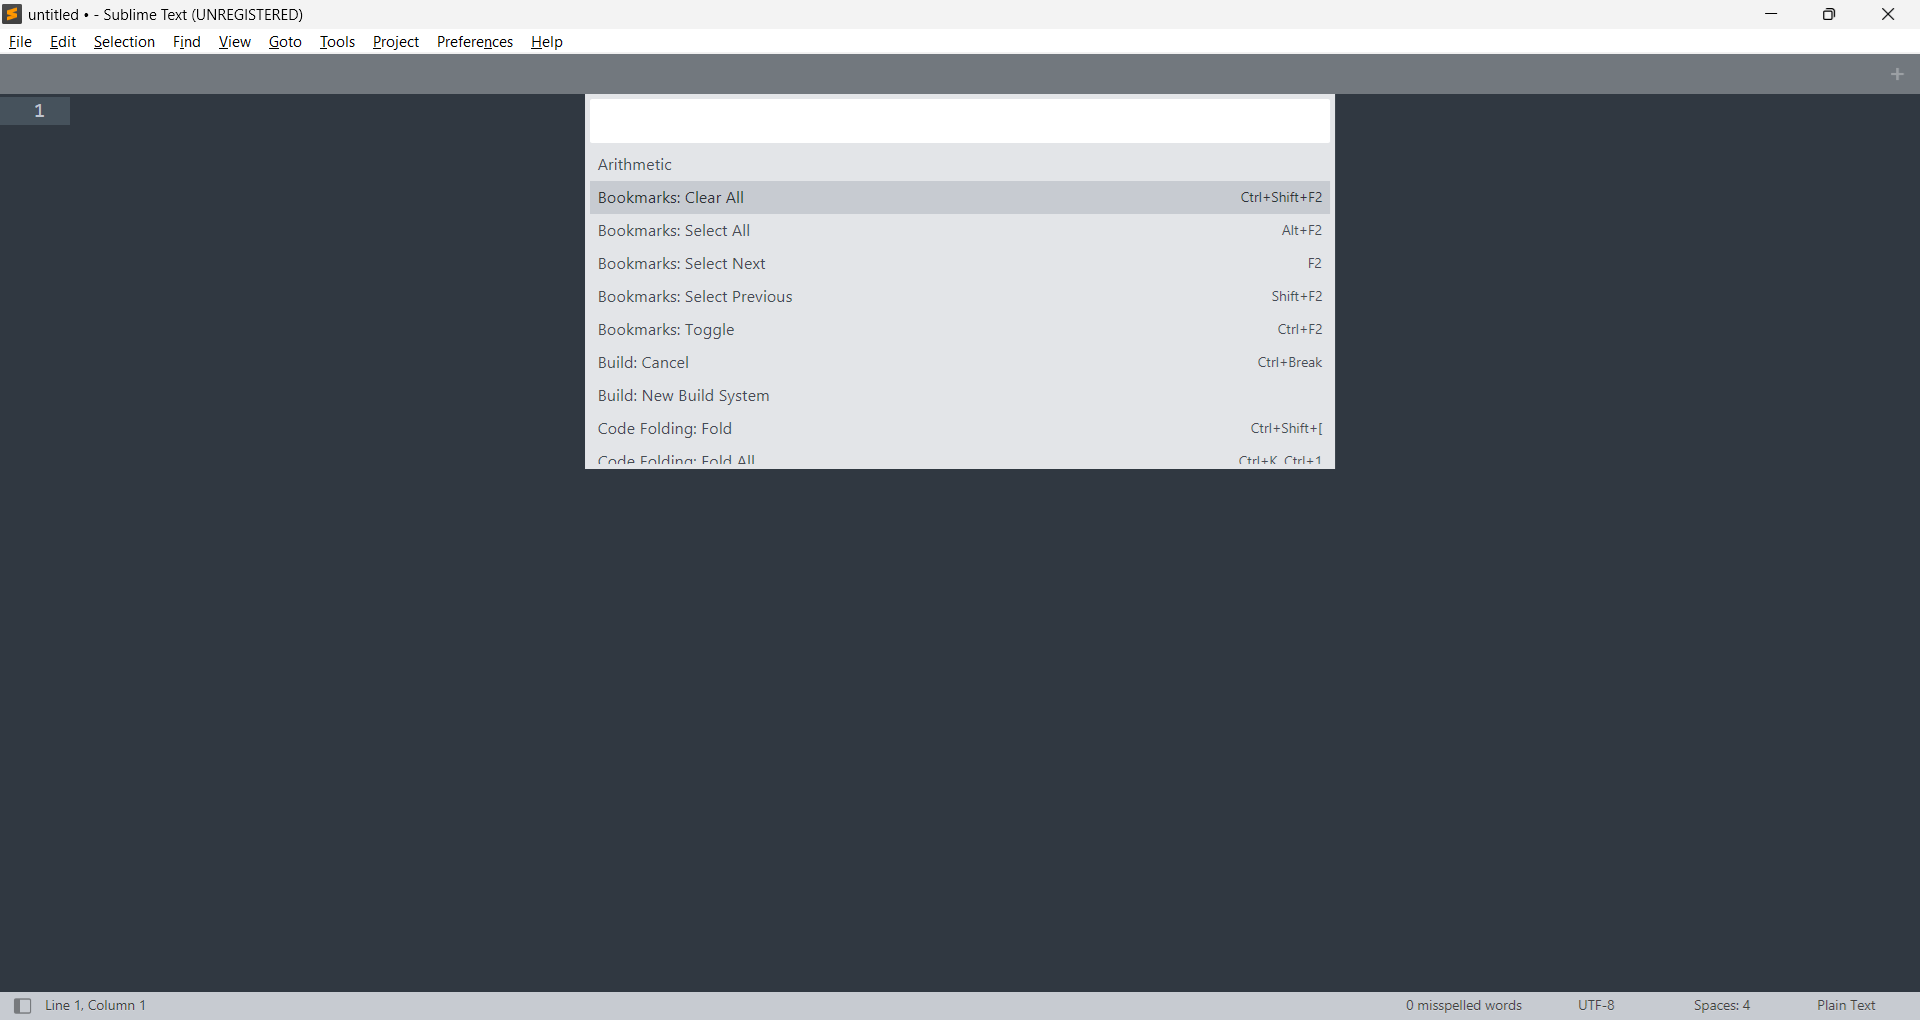 untitled • - Sublime Text (UNREGISTERED)
File Edit Selection Find View Goto Tools Project Preferences Help
+
1
Arithmetic
Bookmarks: Clear All Ctrl+Shift+F2
Bookmarks: Select All Alt+F2
Bookmarks: Select Next F2
Bookmarks: Select Previous Shift+F2
Bookmarks: Toggle Ctrl+F2
Build: Cancel Ctrl+Break
Build: New Build System
Code Folding: Fold Ctrl+Shift+[
Code Folding: Fold All Ctrl+K, Ctrl+1
Line 1, Column 1 0 misspelled words UTF-8 Spaces: 4 Plain Text